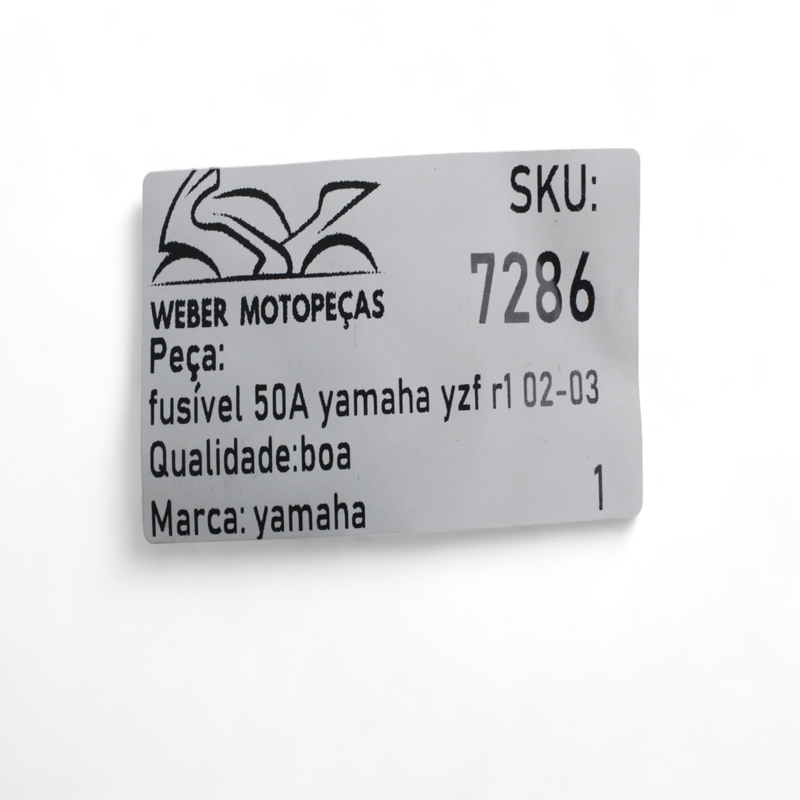 SKU:
7286
WEBER MOTOPEÇAS
Peça:
fusível 50A yamaha yzf r1 02-03
Qualidade:boa
1
Marca: yamaha